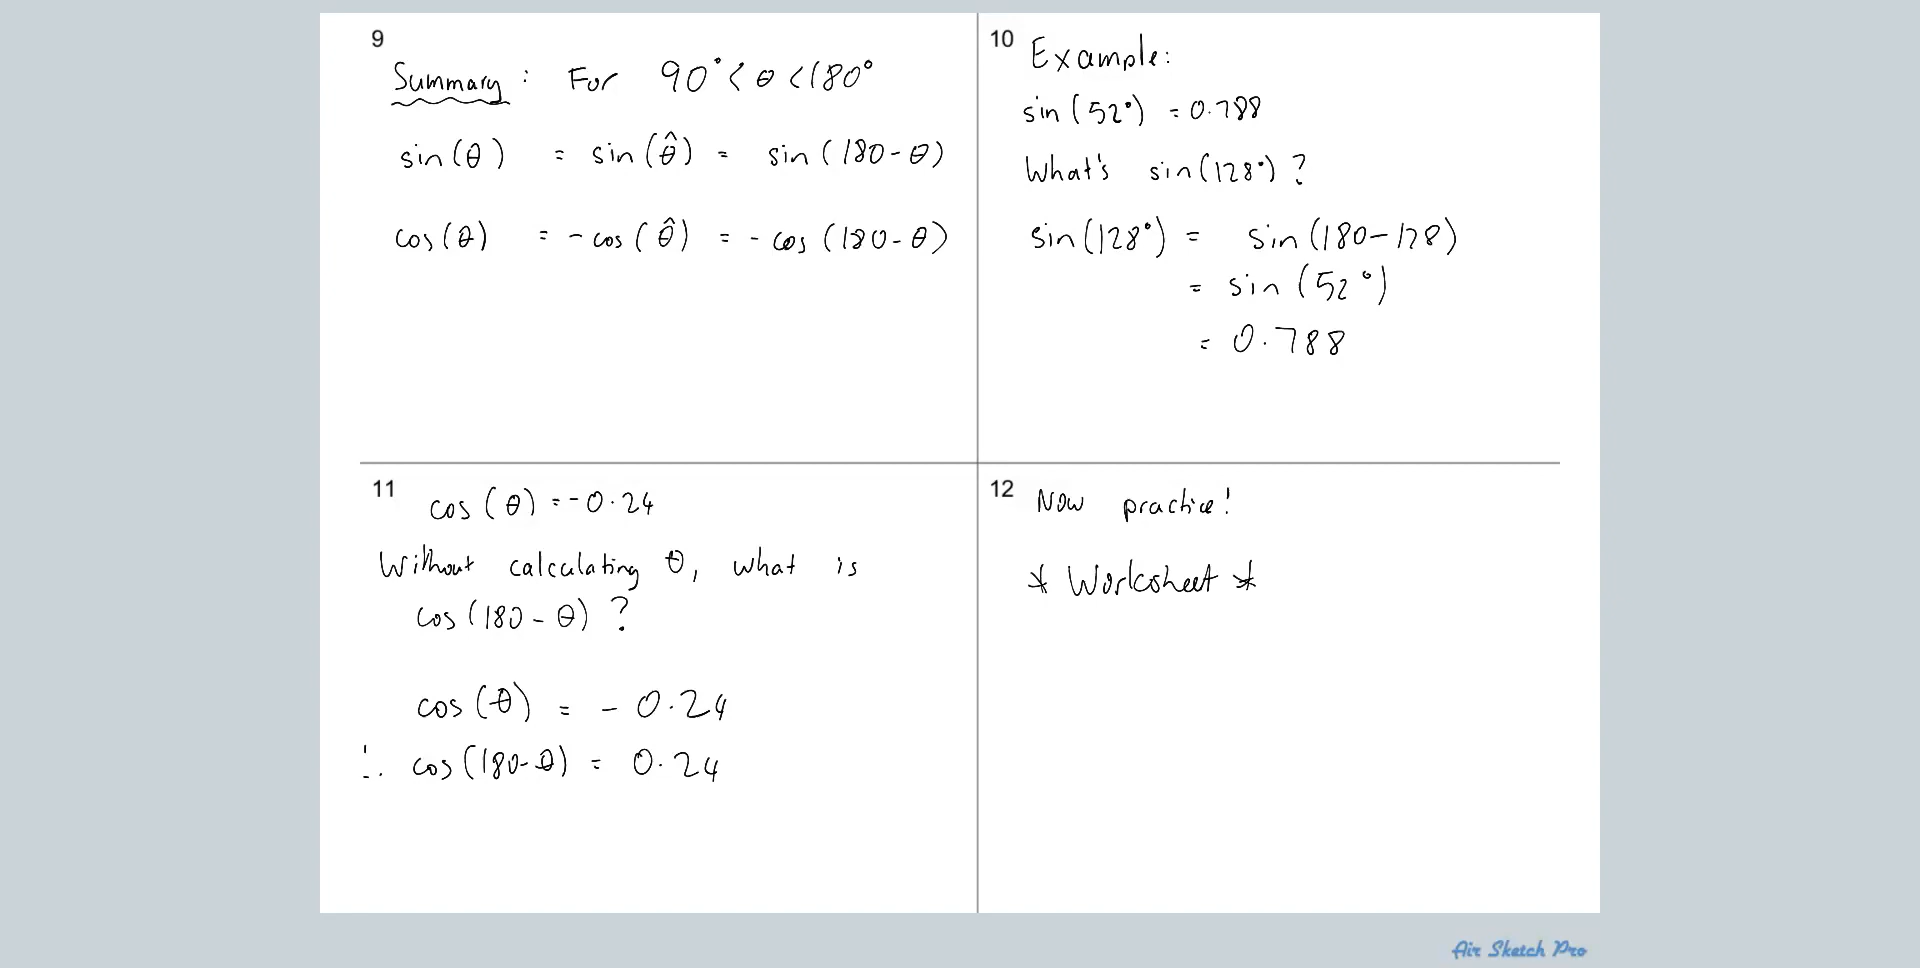 9
Summary: For 90° < θ < 180°
sin(θ) = sin(θ̂) = sin(180-θ)
cos(θ) = -cos(θ̂) = -cos(180-θ)
10
Example:
sin(52°) = 0.788
What's sin(128°)?
sin(128°) = sin(180-128)
= sin(52°)
= 0.788
11
cos(θ) = -0.24
Without calculating θ, what is
cos(180-θ)?
cos(θ) = -0.24
∴ cos(180-θ) = 0.24
12
Now practice!
* Worksheet *
Air Sketch Pro